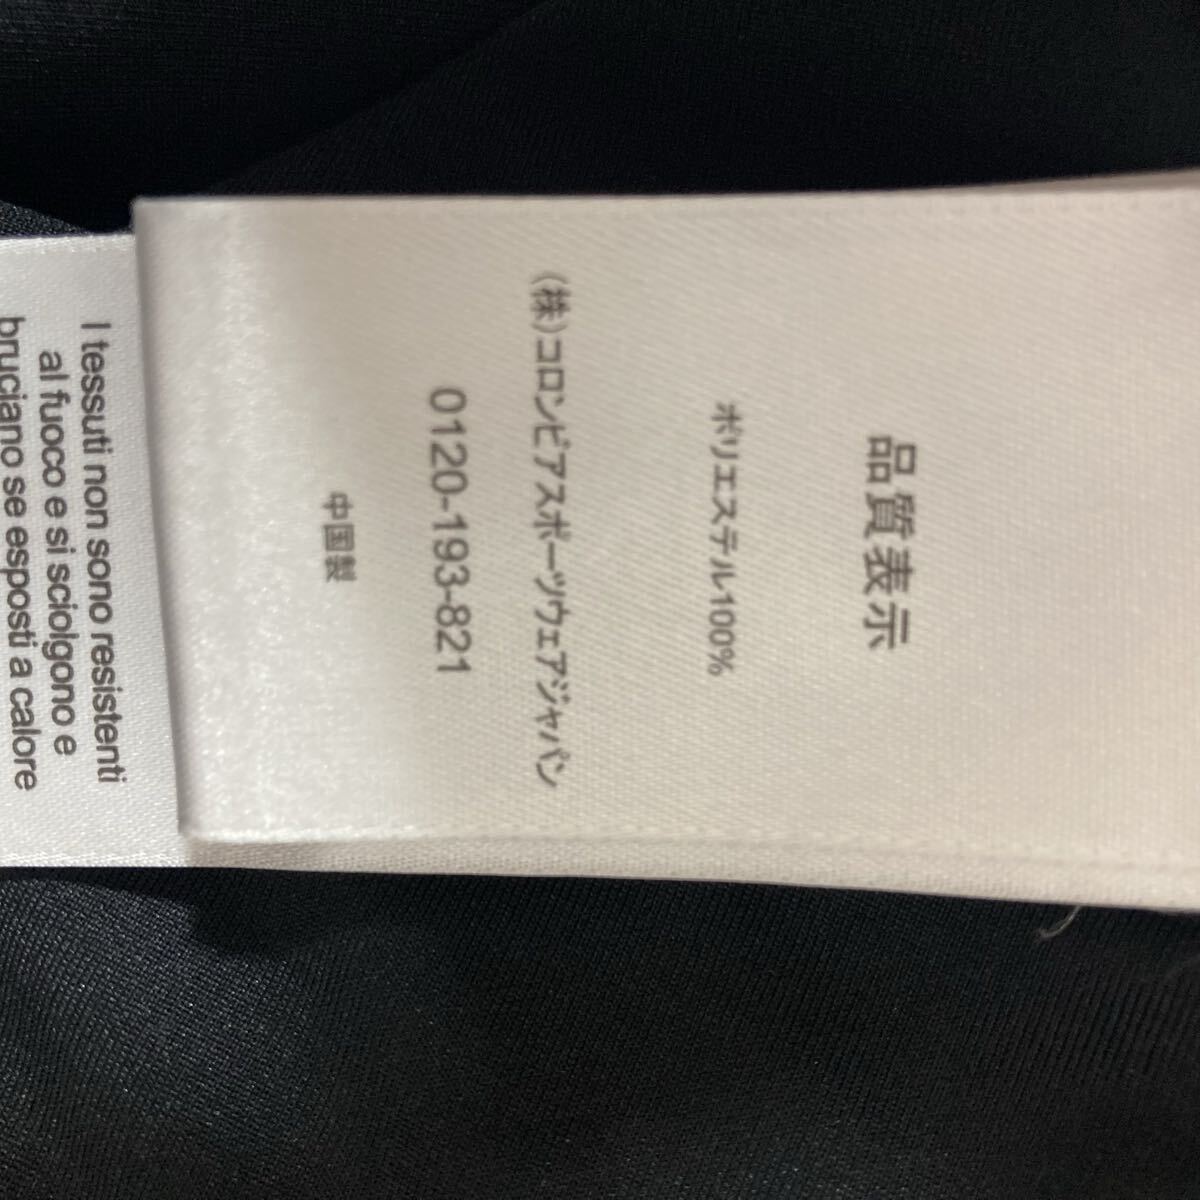 品質表示
ポリエステル100%
(株)コロンビアスポーツウェアジャパン
0120-193-821
中国製
I tessuti non sono resistenti
al fuoco e si sciolgono e
bruciano se esposti a calore